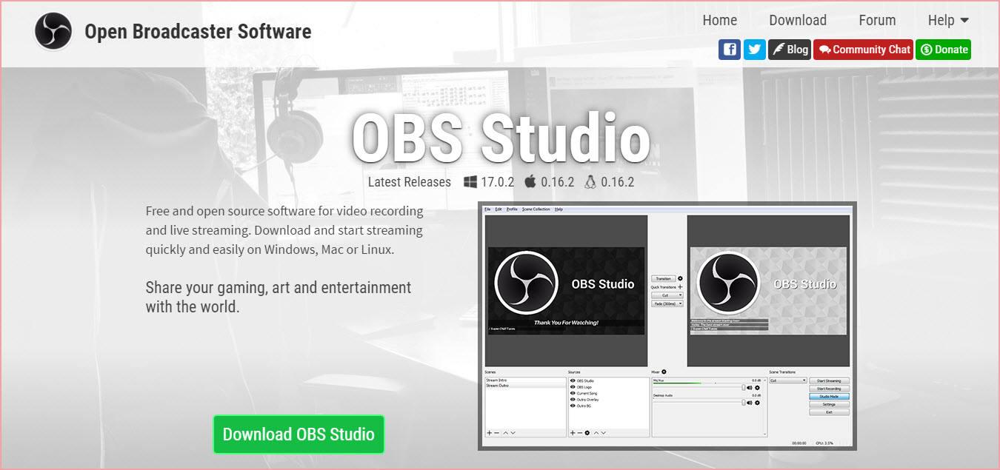 Open Broadcaster Software
Home Download Forum Help
Blog Community Chat Donate
OBS Studio
Latest Releases 17.0.2 0.16.2 0.16.2
Free and open source software for video recording
and live streaming. Download and start streaming
quickly and easily on Windows, Mac or Linux.
Share your gaming, art and entertainment
with the world.
Download OBS Studio
File Edit Profile Scene Collection Help
OBS Studio
Thank You For Watching!
/ Super Chill Tunes
Transition
Quick Transitions
Cut
Fade (300ms)
OBS Studio
/ Super Chill Tunes
Scenes
Stream Intro
Stream Outro
Sources
OBS Studio
OBS Logo
Current Song
Outro Overlay
Outro BG
Mixer
Mic/Aux 0.0 dB
Desktop Audio 0.0 dB
Scene Transitions
Cut
Start Streaming
Start Recording
Studio Mode
Settings
Exit
00:00:00 CPU: 3.5%